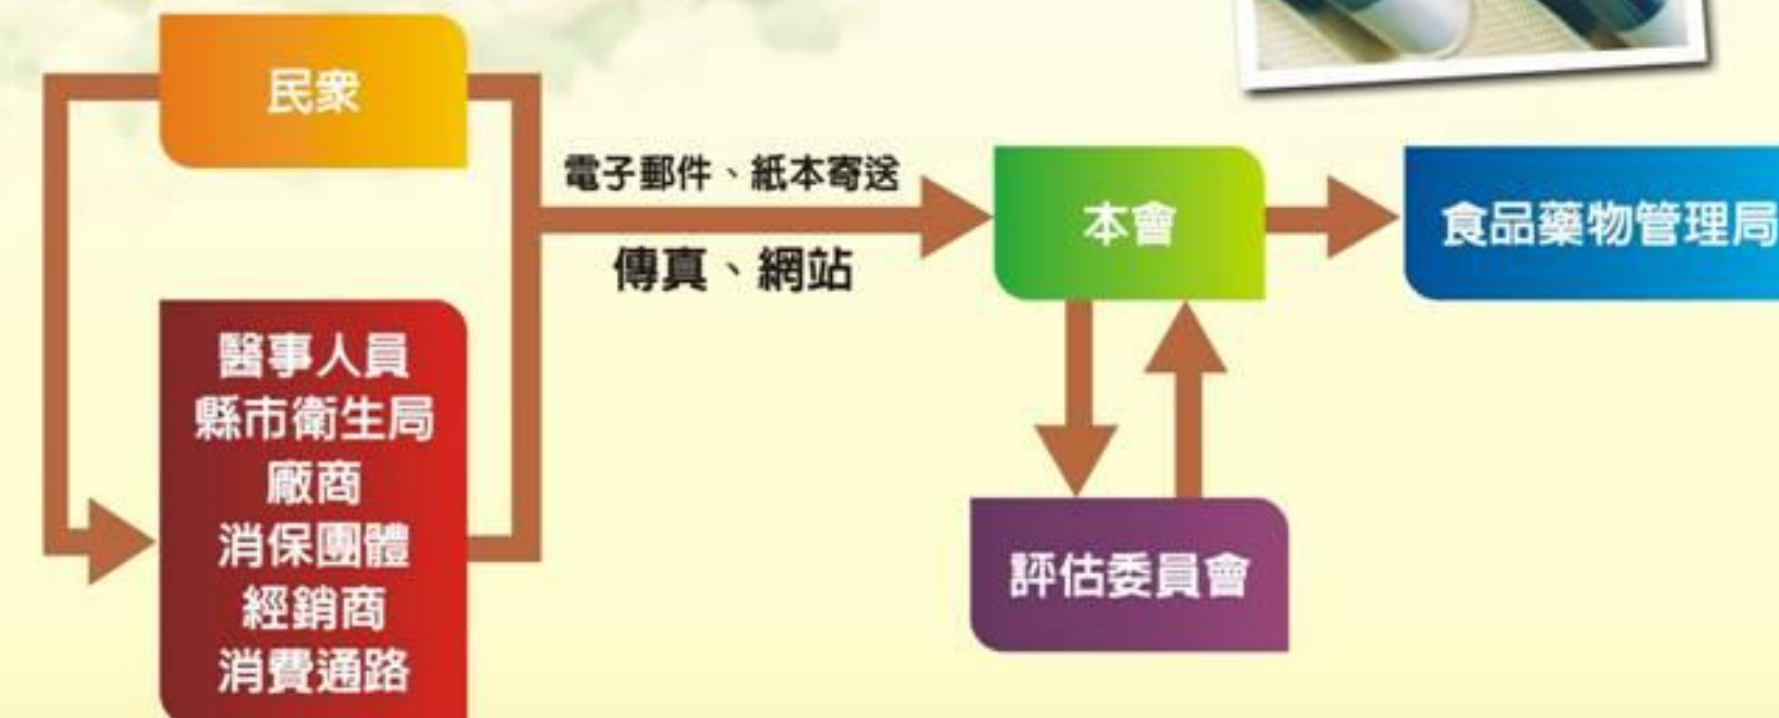 民眾
電子郵件、紙本寄送
傳真、網站
本會
食品藥物管理局
醫事人員
縣市衛生局
廠商
消保團體
經銷商
消費通路
評估委員會